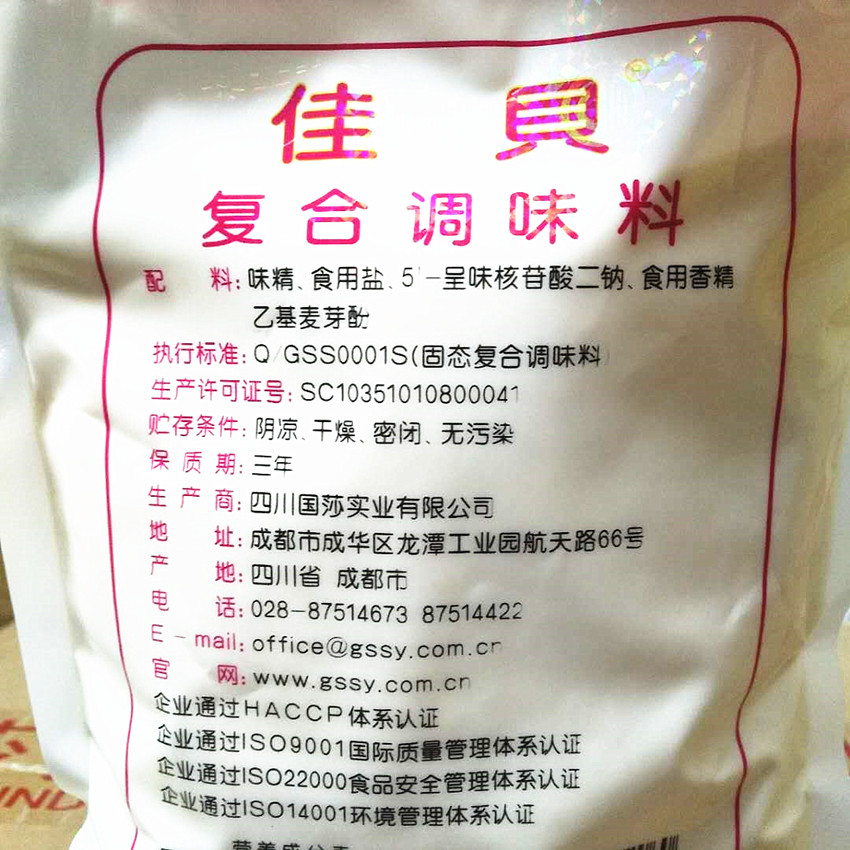 佳貝
复合调味料
配料:味精、食用盐、5'-呈味核苷酸二钠、食用香精
乙基麦芽酚
执行标准:Q/GSS0001S(固态复合调味料
生产许可证号:SC10351010800041
贮存条件:阴凉、干燥、密闭、无污染
保质期:三年
生产商:四川国莎实业有限公司
地址:成都市成华区龙潭工业园航天路66号
产地:四川省 成都市
电话:028-87514673 87514422
E-mail:office@gssy.com.cn
官网:www.gssy.com.cn
企业通过HACCP体系认证
企业通过ISO9001国际质量管理体系认证
企业通过ISO22000食品安全管理体系认证
企业通过ISO14001环境管理体系认证